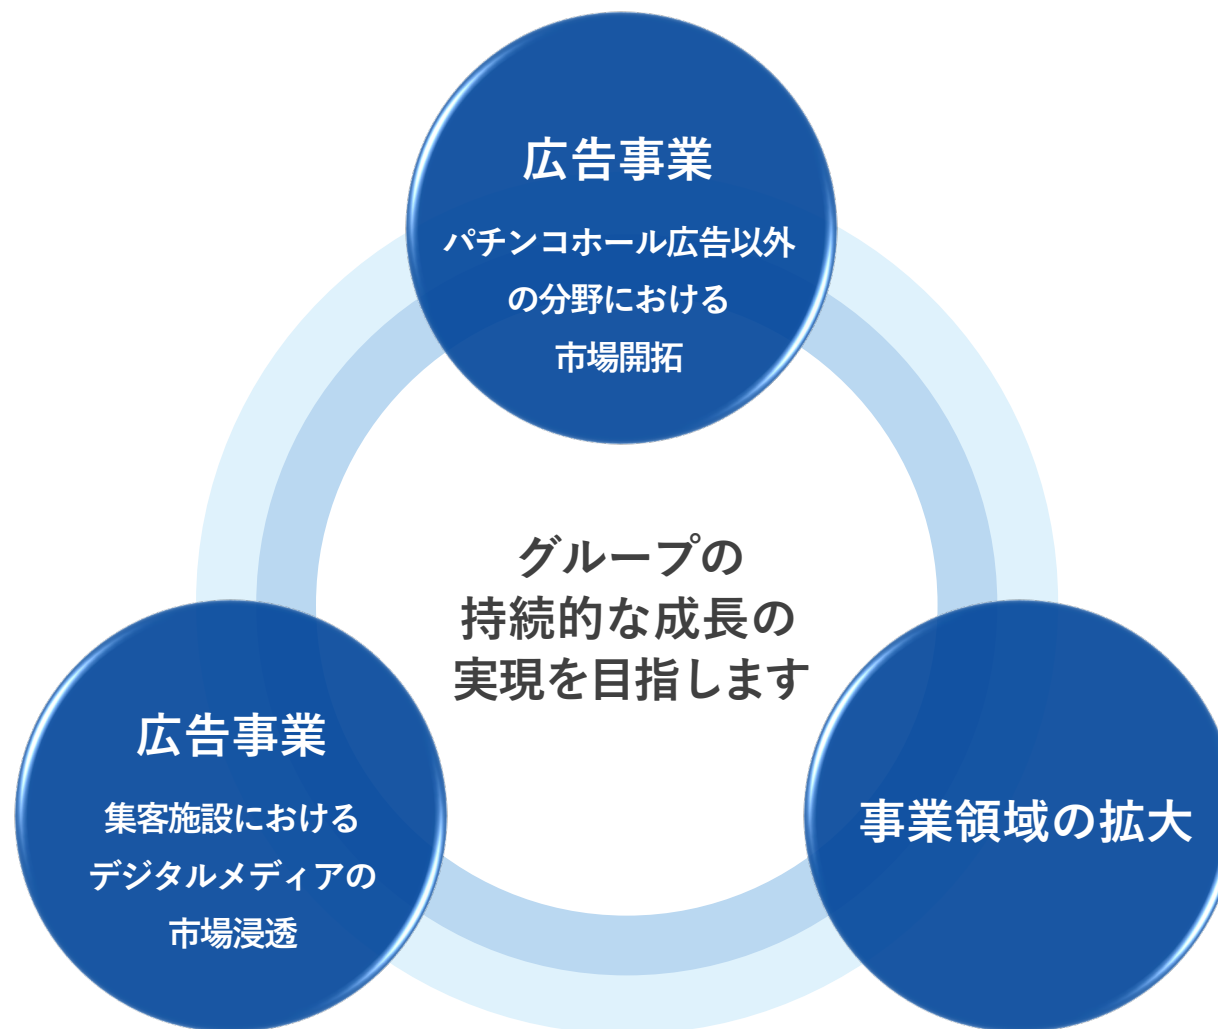 広告事業
パチンコホール広告以外
の分野における
市場開拓
グループの
持続的な成長の
実現を目指します
広告事業
集客施設における
デジタルメディアの
市場浸透
事業領域の拡大